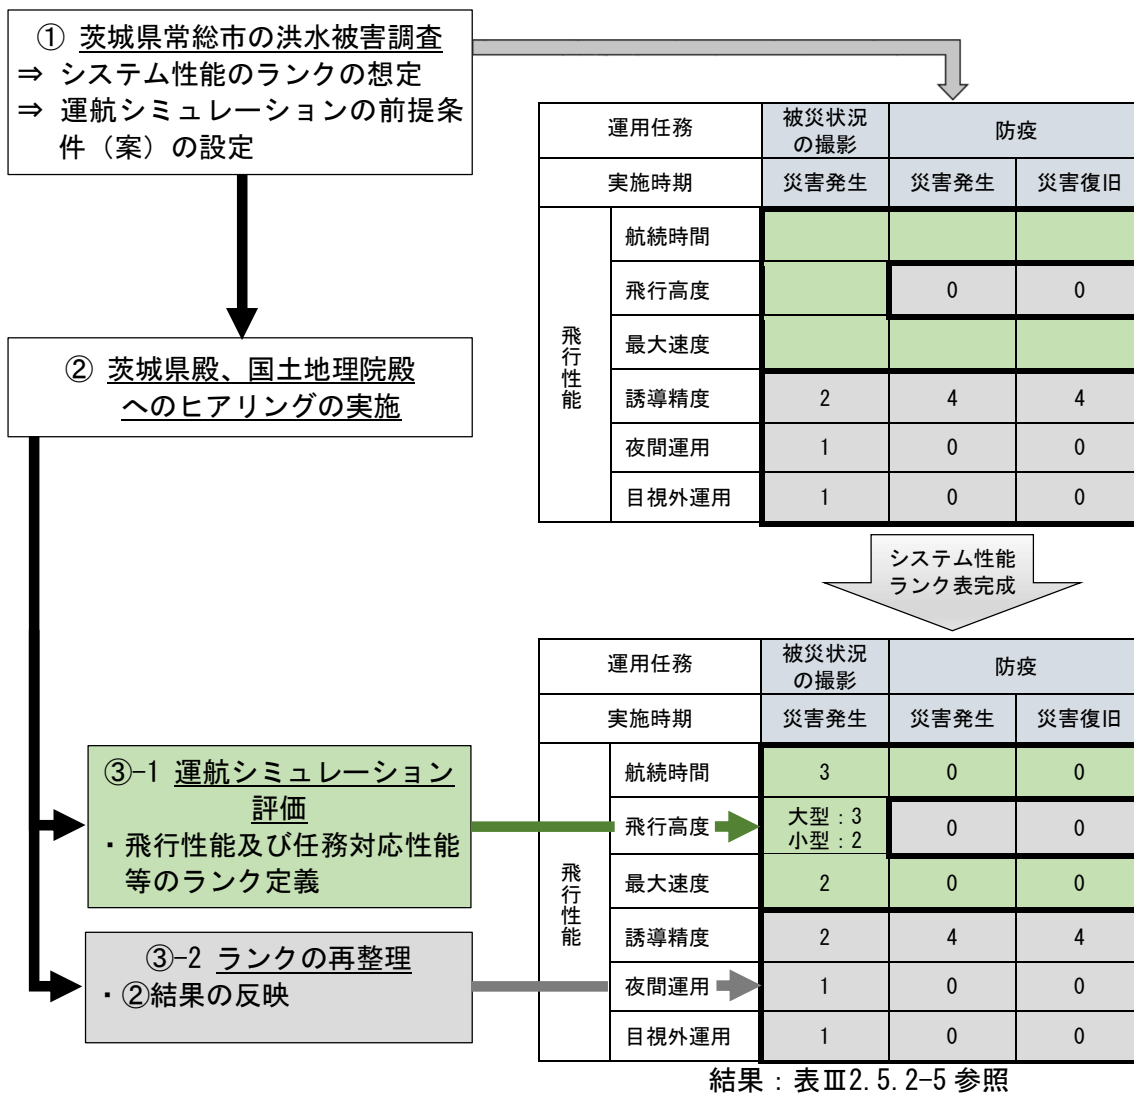 ① 茨城県常総市の洪水被害調査
⇒ システム性能のランクの想定
⇒ 運航シミュレーションの前提条
件（案）の設定
運用任務 被災状況 防疫
の撮影
実施時期 災害発生 災害発生 災害復旧
飛行性能
航続時間
飛行高度 0 0
最大速度
誘導精度 2 4 4
夜間運用 1 0 0
目視外運用 1 0 0
② 茨城県殿、国土地理院殿
へのヒアリングの実施
システム性能
ランク表完成
運用任務 被災状況 防疫
の撮影
実施時期 災害発生 災害発生 災害復旧
飛行性能
航続時間 3 0 0
飛行高度 大型：3 0 0
小型：2
最大速度 2 0 0
誘導精度 2 4 4
夜間運用 1 0 0
目視外運用 1 0 0
③-1 運航シミュレーション
評価
・飛行性能及び任務対応性能
等のランク定義
③-2 ランクの再整理
・②結果の反映
結果：表Ⅲ2.5.2-5 参照